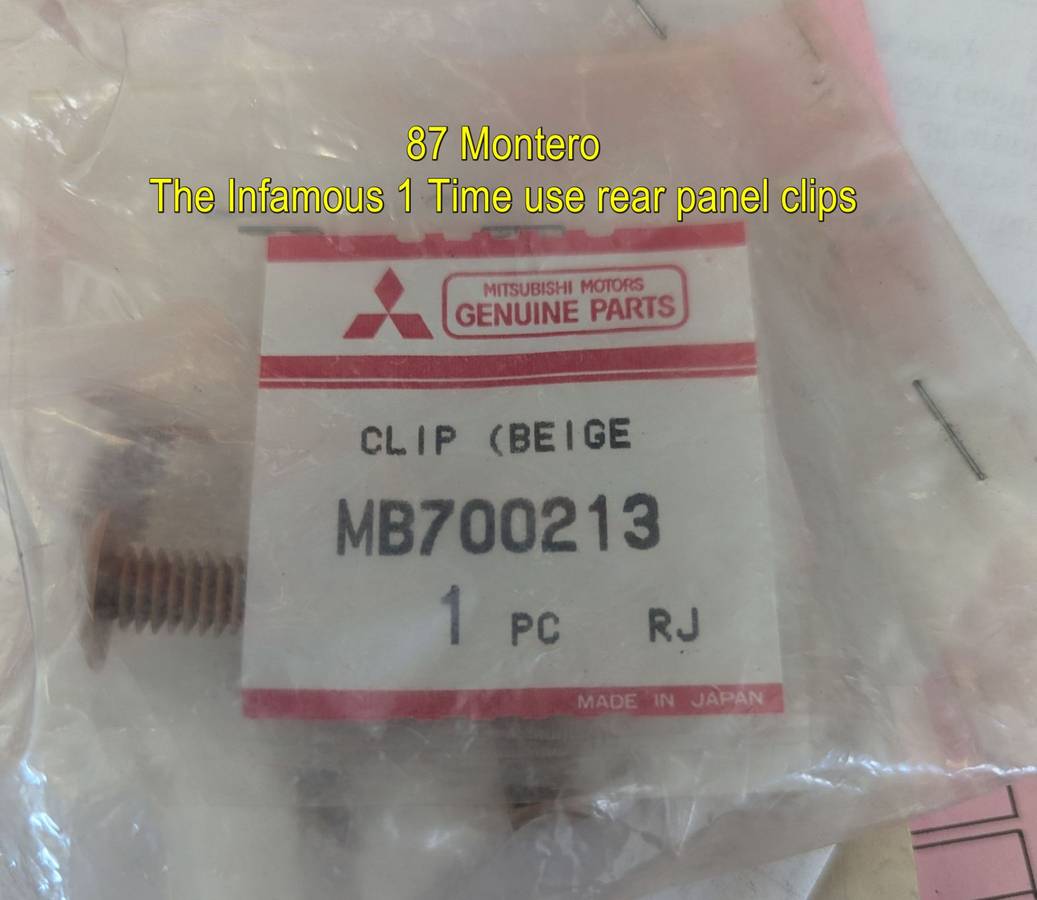 87 Montero
The Infamous 1 Time use rear panel clips
MITSUBISHI MOTORS
GENUINE PARTS
CLIP (BEIGE
MB700213
1 PC RJ
MADE IN JAPAN